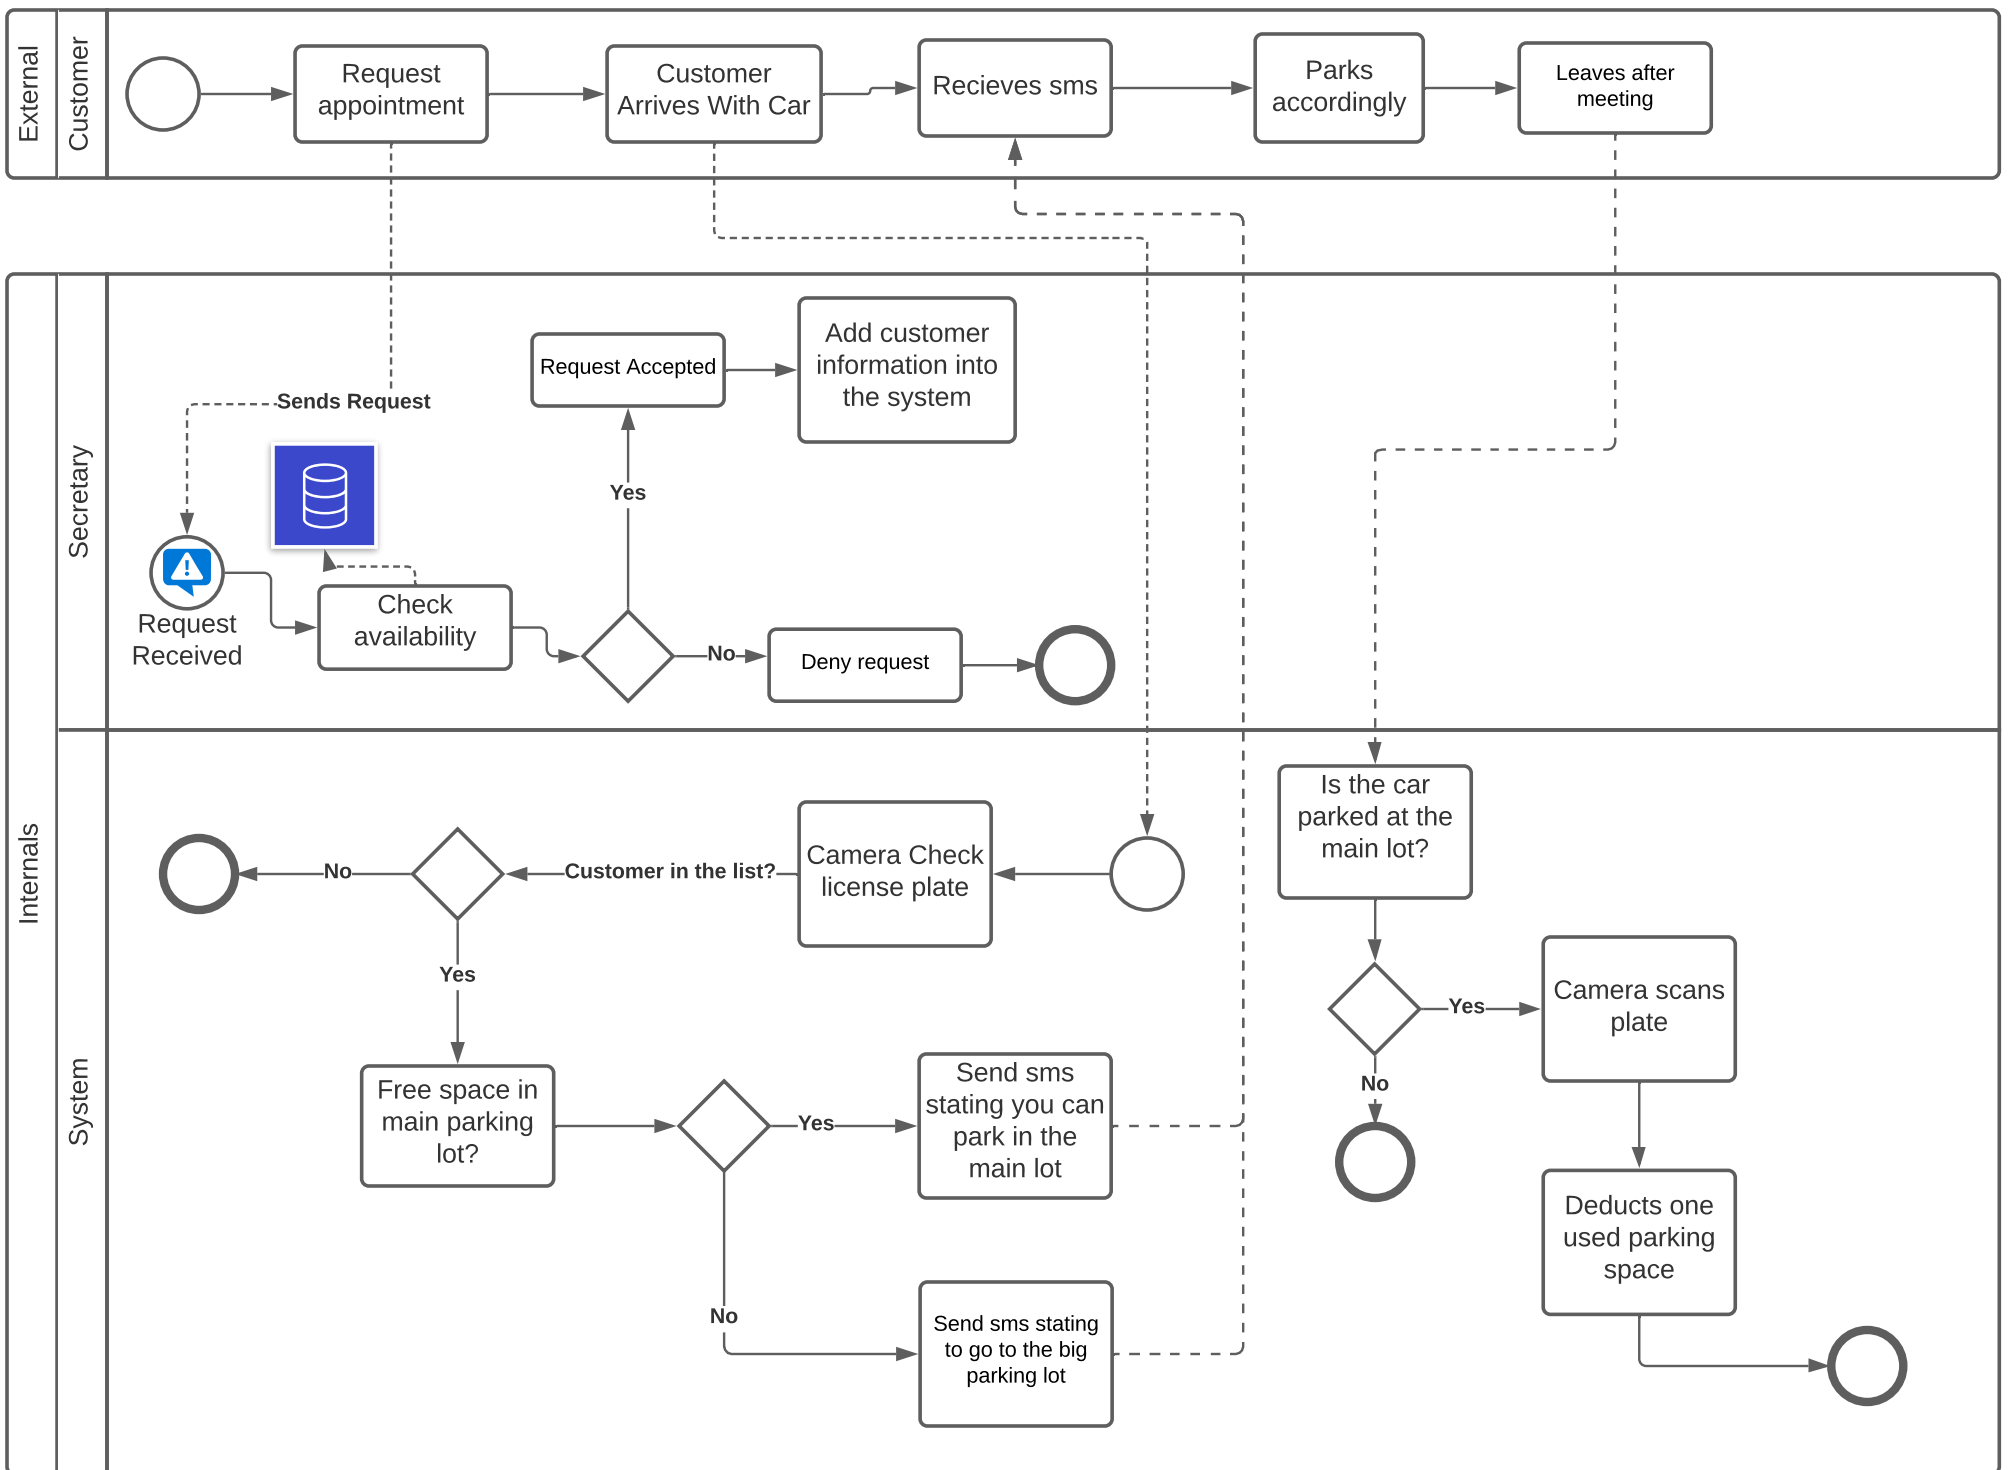 External
Customer
Request
appointment
Customer
Arrives With Car
Recieves sms
Parks
accordingly
Leaves after
meeting
Internals
Secretary
Sends Request
Request
Received
Check
availability
Yes
Request Accepted
Add customer
information into
the system
No
Deny request
System
Camera Check
license plate
Customer in the list?
No
Yes
Free space in
main parking
lot?
Yes
Send sms
stating you can
park in the
main lot
No
Send sms stating
to go to the big
parking lot
Is the car
parked at the
main lot?
Yes
No
Camera scans
plate
Deducts one
used parking
space